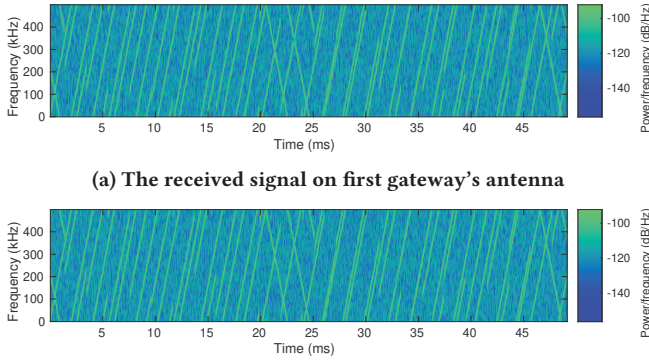 400
300
200
100
0
Frequency (kHz)
5 10 15 20 25 30 35 40 45
Time (ms)
-100
-120
-140
Power/frequency (dB/Hz)
(a) The received signal on first gateway's antenna
400
300
200
100
0
Frequency (kHz)
5 10 15 20 25 30 35 40 45
Time (ms)
-100
-120
-140
Power/frequency (dB/Hz)